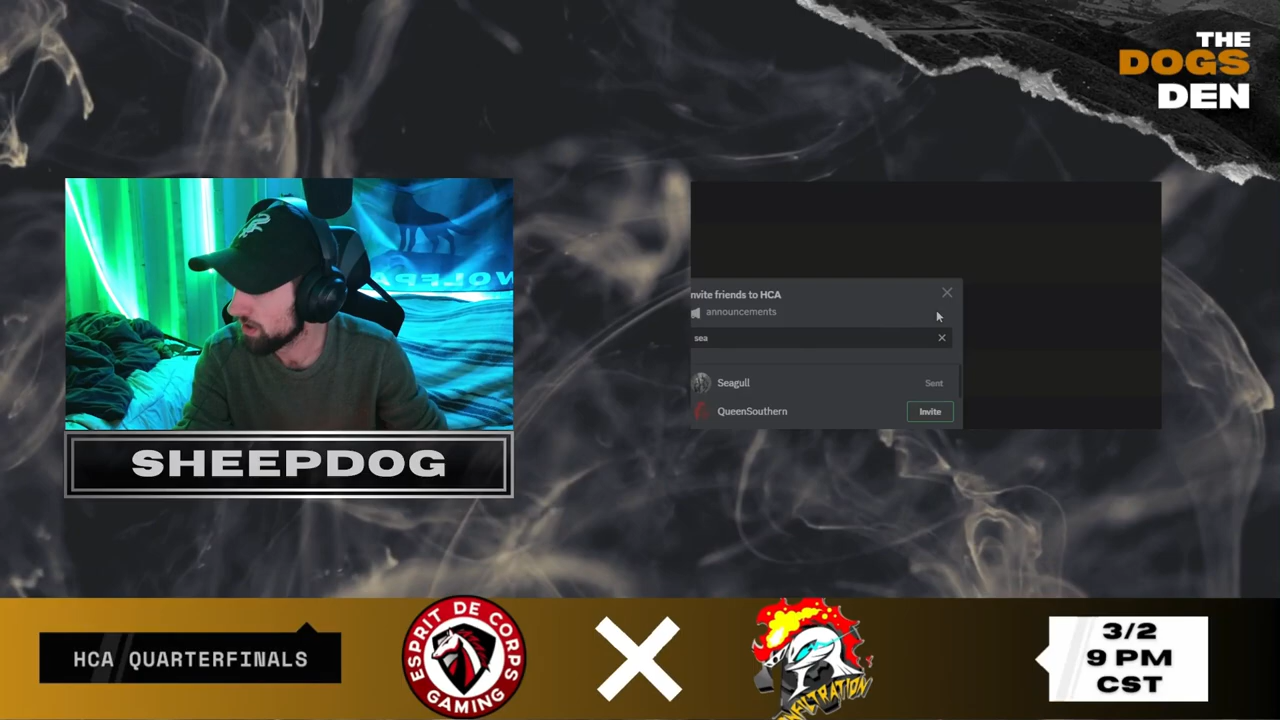 THE
DOGS
DEN
nvite friends to HCA
announcements
sea
Seagull
Sent
QueenSouthern
Invite
SHEEPDOG
HCA QUARTERFINALS
ESPRIT DE CORPS
GAMING
3/2
9 PM
CST